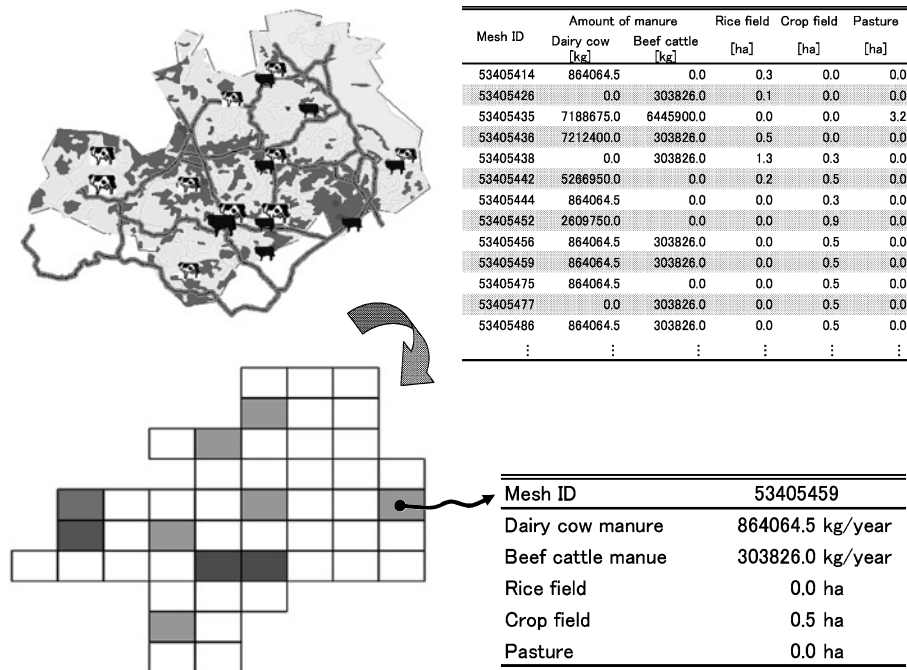 Mesh ID Amount of manure Rice field Crop field Pasture
Dairy cow [kg] Beef cattle [kg] [ha] [ha] [ha]
53405414 864064.5 0.0 0.3 0.0 0.0
53405426 0.0 303826.0 0.1 0.0 0.0
53405435 7188675.0 6445900.0 0.0 0.0 3.2
53405436 7212400.0 303826.0 0.5 0.0 0.0
53405438 0.0 303826.0 1.3 0.3 0.0
53405442 5266950.0 0.0 0.2 0.5 0.0
53405444 864064.5 0.0 0.0 0.3 0.0
53405452 2609750.0 0.0 0.0 0.9 0.0
53405456 864064.5 303826.0 0.0 0.5 0.0
53405459 864064.5 303826.0 0.0 0.5 0.0
53405475 864064.5 0.0 0.0 0.5 0.0
53405477 0.0 303826.0 0.0 0.5 0.0
53405486 864064.5 303826.0 0.0 0.5 0.0
⋮ ⋮ ⋮ ⋮ ⋮ ⋮
Mesh ID 53405459
Dairy cow manure 864064.5 kg/year
Beef cattle manue 303826.0 kg/year
Rice field 0.0 ha
Crop field 0.5 ha
Pasture 0.0 ha